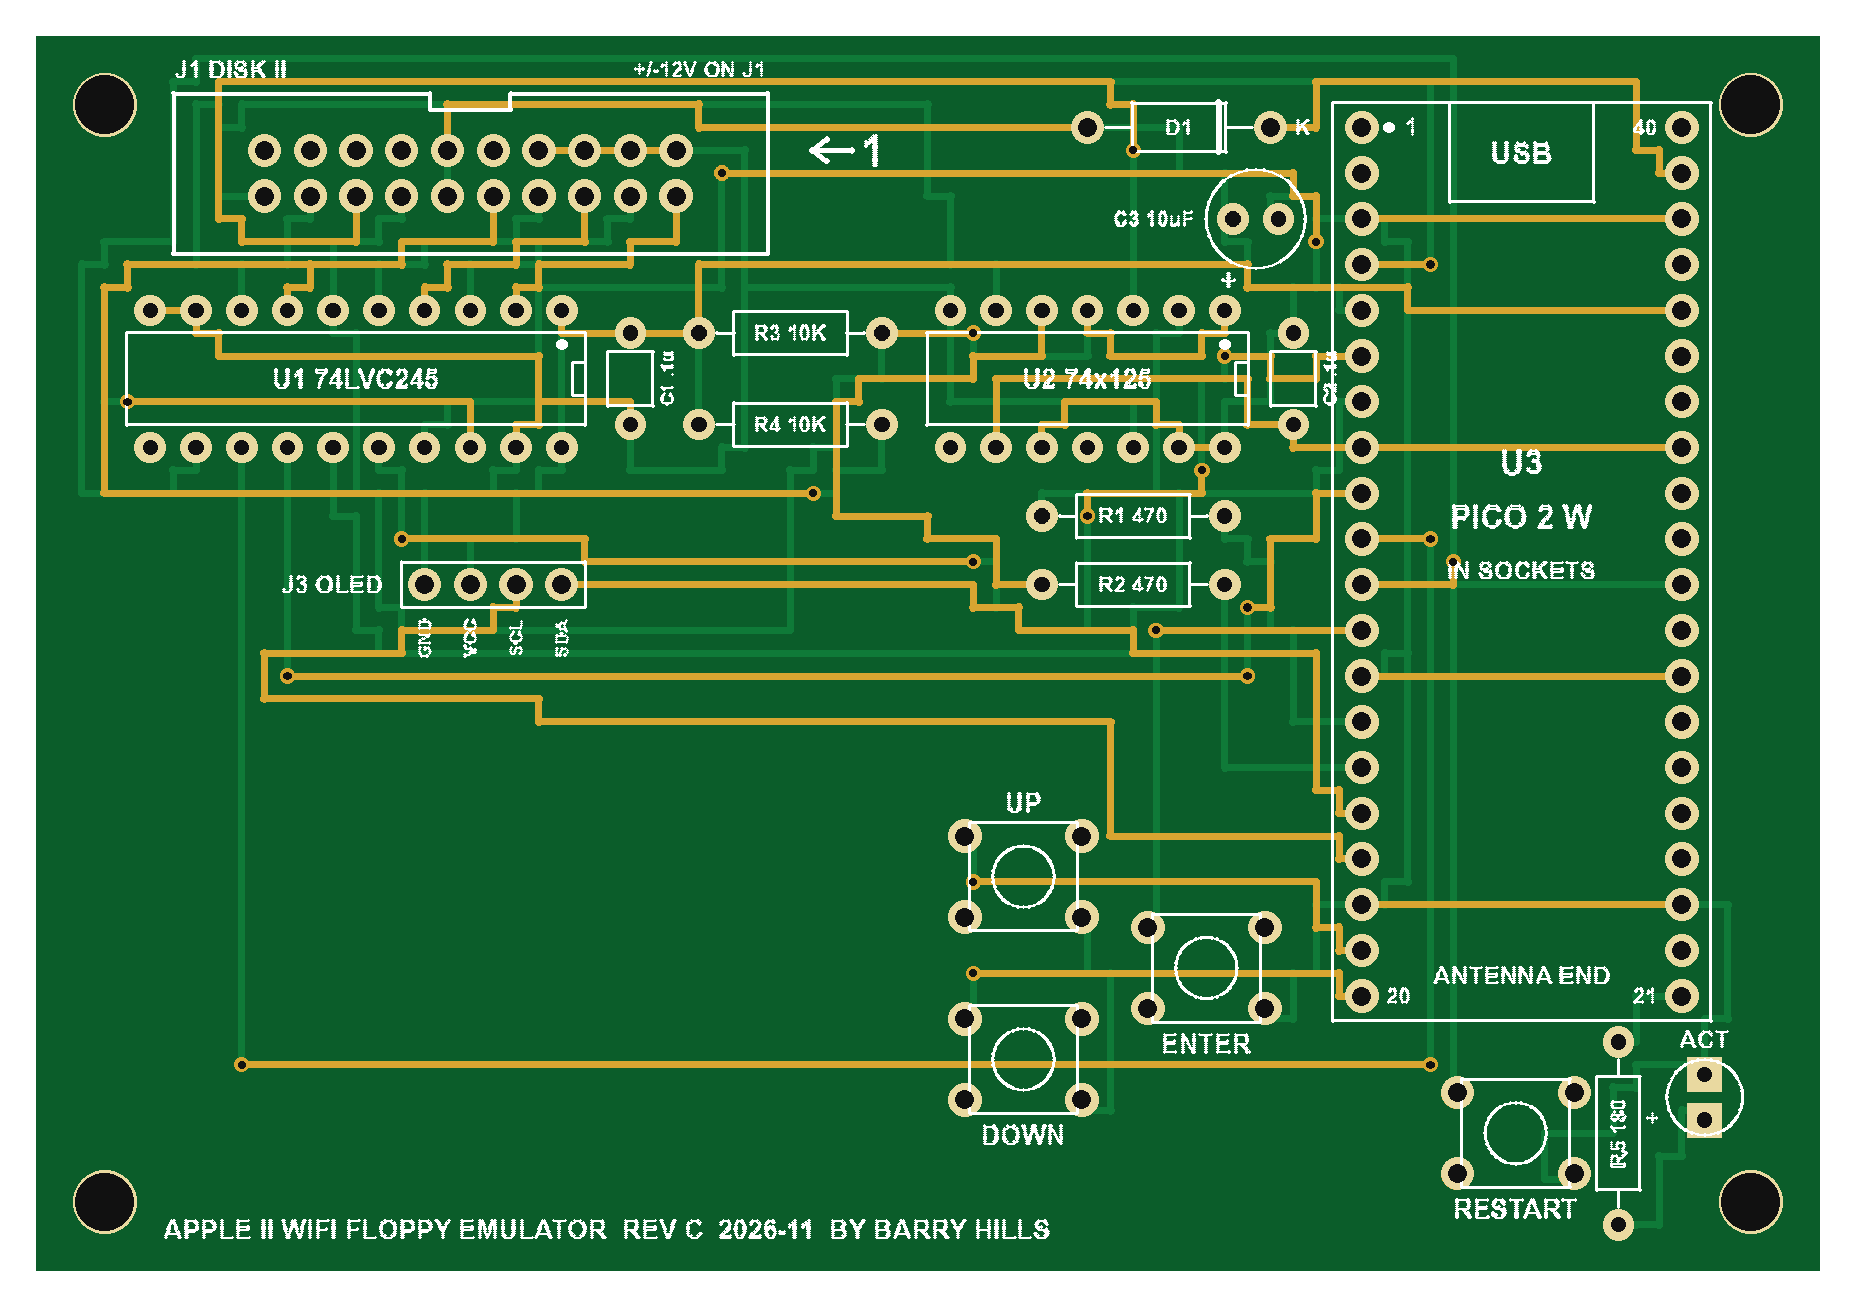 J1 DISK II
+/-12V ON J1
1
D1
K
1
40
USB
C3 10uF
+
R3 10K
U1 74LVC245
C1 .1u
U2 74x125
C2 .1u
R4 10K
U3
PICO 2 W
R1 470
IN SOCKETS
J3 OLED
R2 470
GND
VCC
SCL
SDA
UP
ANTENNA END
20
21
ENTER
ACT
DOWN
R5 180
+
RESTART
APPLE II WIFI FLOPPY EMULATOR  REV C  2026-11  BY BARRY HILLS